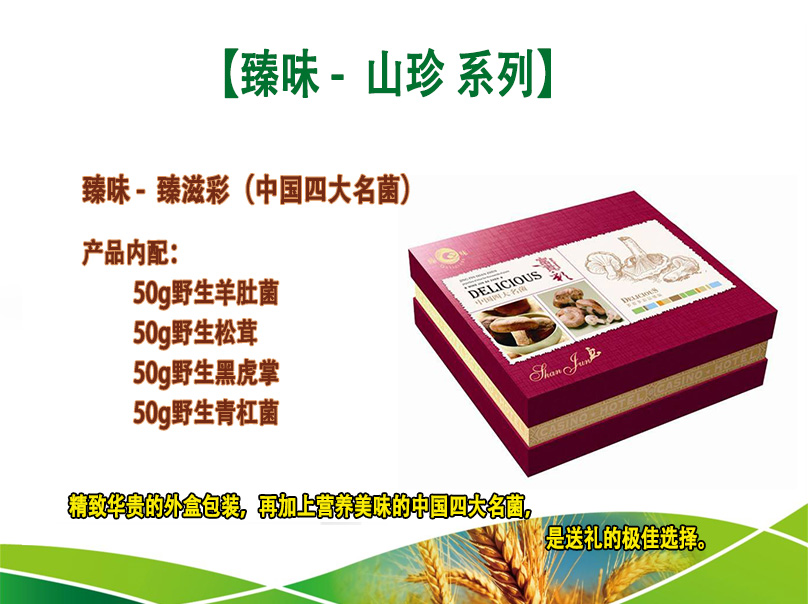 【臻味 - 山珍 系列】
臻味 - 臻滋彩（中国四大名菌）
产品内配：
50g野生羊肚菌
50g野生松茸
50g野生黑虎掌
50g野生青杠菌
DELICIOUS
中国四大名菌
DELICIOUS
Shan Jun
CASINO + HOTEL CASINO + HOTEL
精致华贵的外盒包装，再加上营养美味的中国四大名菌，
是送礼的极佳选择。